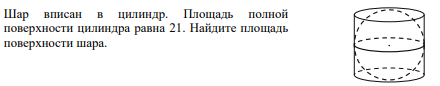 Шар вписан в цилиндр. Площадь полной
поверхности цилиндра равна 21. Найдите площадь
поверхности шара.